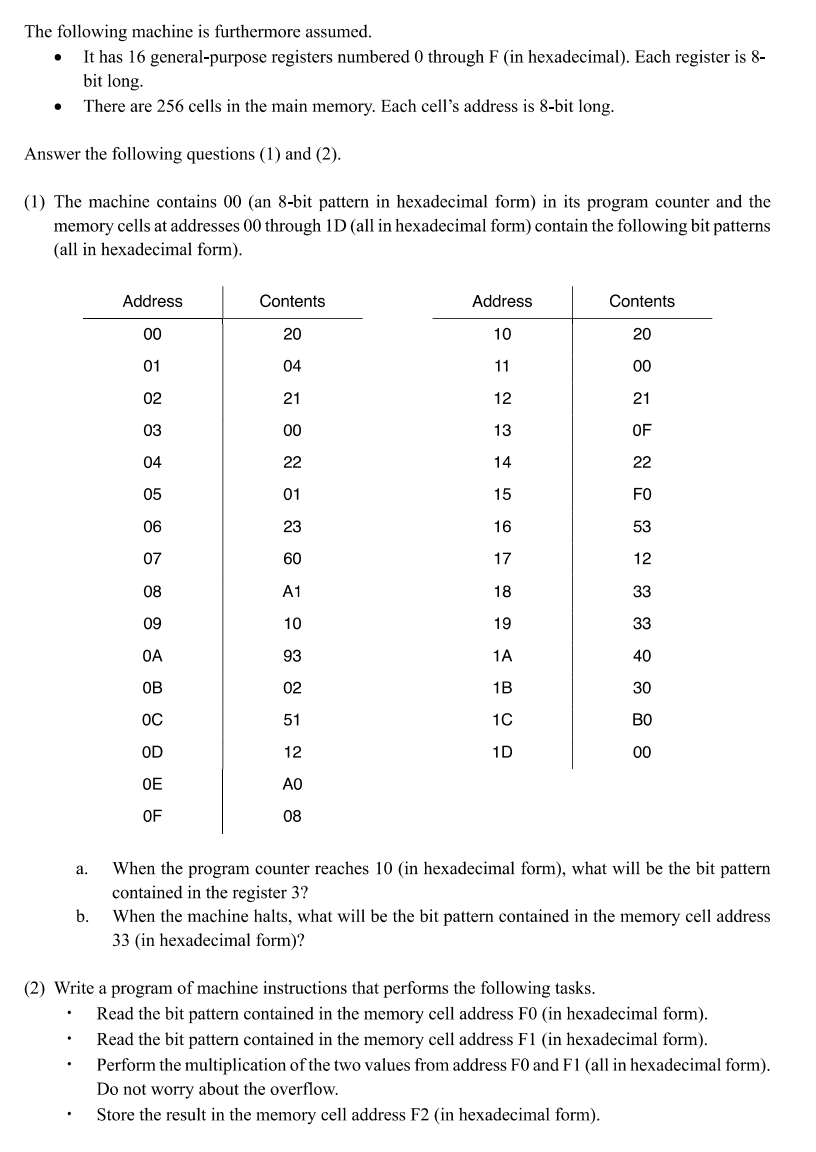 The following machine is furthermore assumed.
• It has 16 general-purpose registers numbered 0 through F (in hexadecimal). Each register is 8-
bit long.
• There are 256 cells in the main memory. Each cell’s address is 8-bit long.
Answer the following questions (1) and (2).
(1) The machine contains 00 (an 8-bit pattern in hexadecimal form) in its program counter and the
memory cells at addresses 00 through 1D (all in hexadecimal form) contain the following bit patterns
(all in hexadecimal form).
Address Contents Address Contents
00 20 10 20
01 04 11 00
02 21 12 21
03 00 13 0F
04 22 14 22
05 01 15 F0
06 23 16 53
07 60 17 12
08 A1 18 33
09 10 19 33
0A 93 1A 40
0B 02 1B 30
0C 51 1C B0
0D 12 1D 00
0E A0
0F 08
a. When the program counter reaches 10 (in hexadecimal form), what will be the bit pattern
contained in the register 3?
b. When the machine halts, what will be the bit pattern contained in the memory cell address
33 (in hexadecimal form)?
(2) Write a program of machine instructions that performs the following tasks.
・ Read the bit pattern contained in the memory cell address F0 (in hexadecimal form).
・ Read the bit pattern contained in the memory cell address F1 (in hexadecimal form).
・ Perform the multiplication of the two values from address F0 and F1 (all in hexadecimal form).
Do not worry about the overflow.
・ Store the result in the memory cell address F2 (in hexadecimal form).